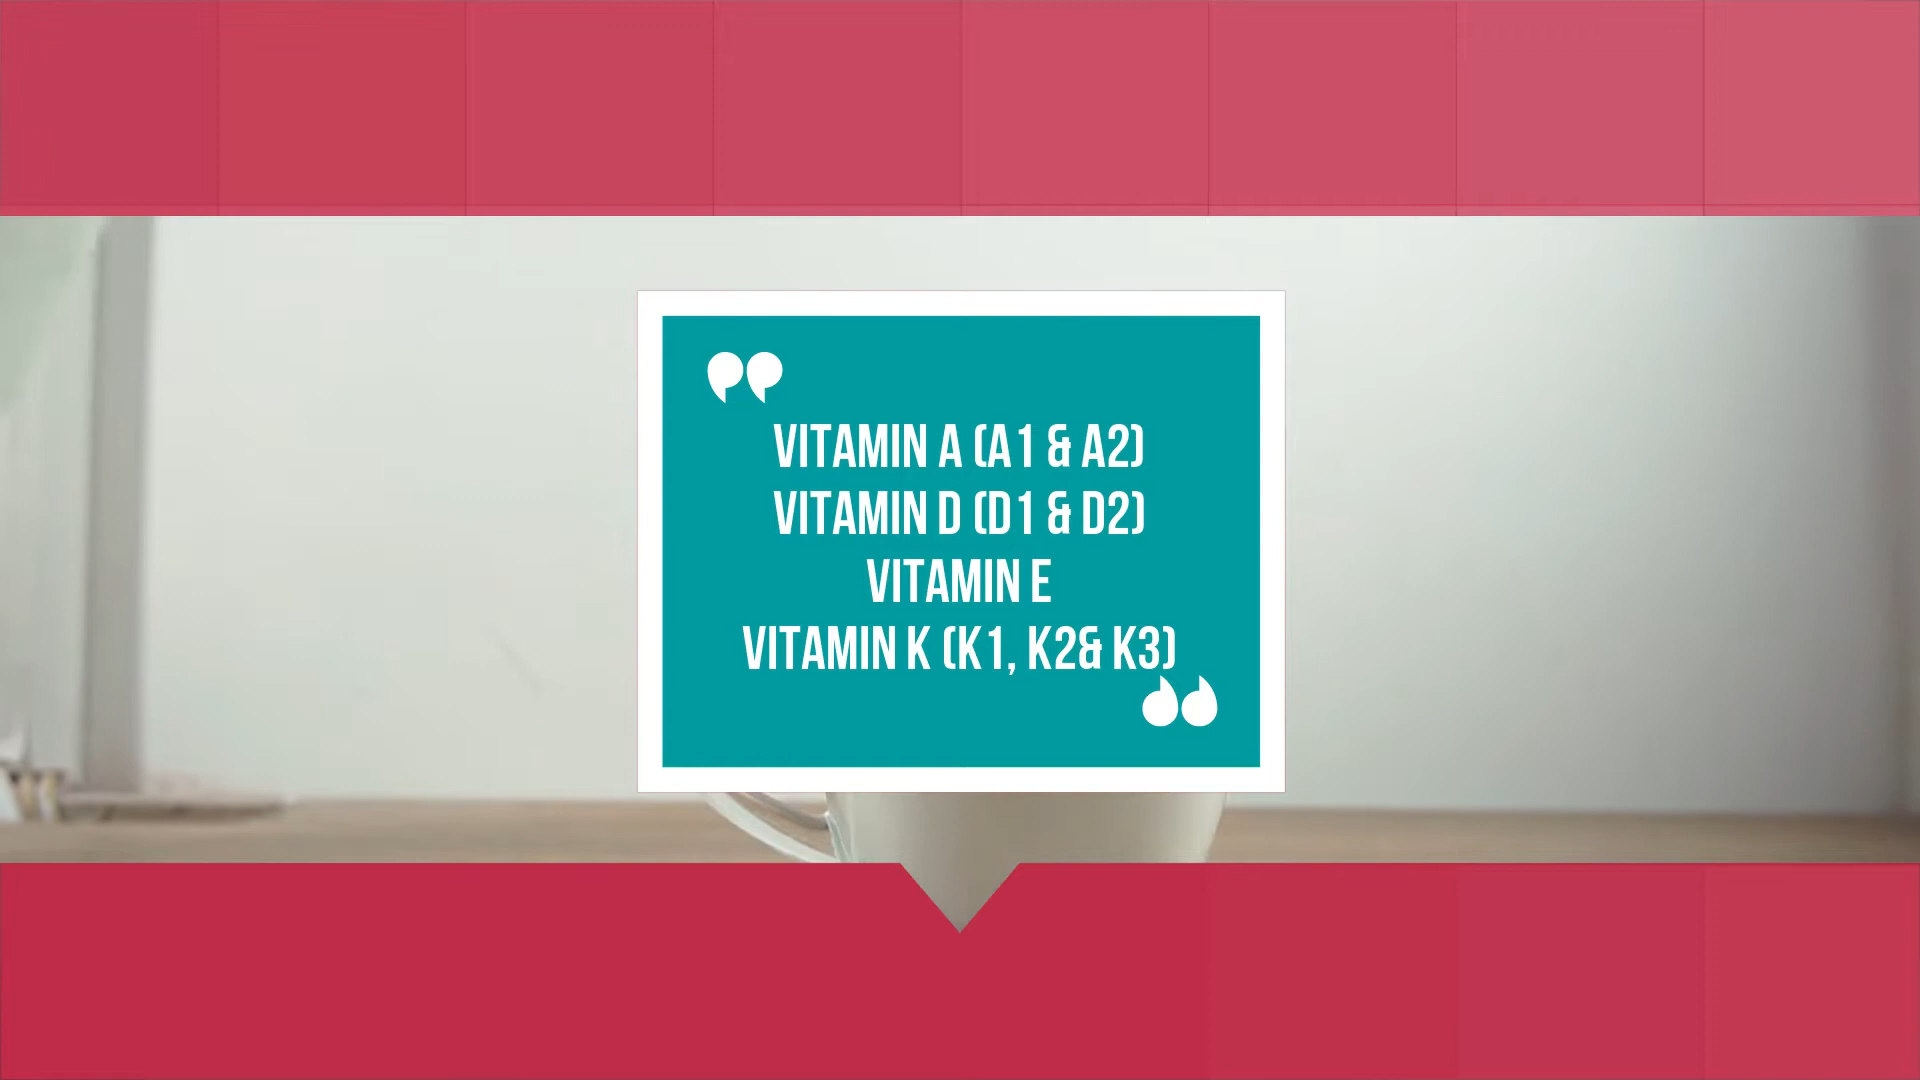 VITAMIN A (A1 & A2)
VITAMIN D (D1 & D2)
VITAMIN E
VITAMIN K (K1, K2& K3)